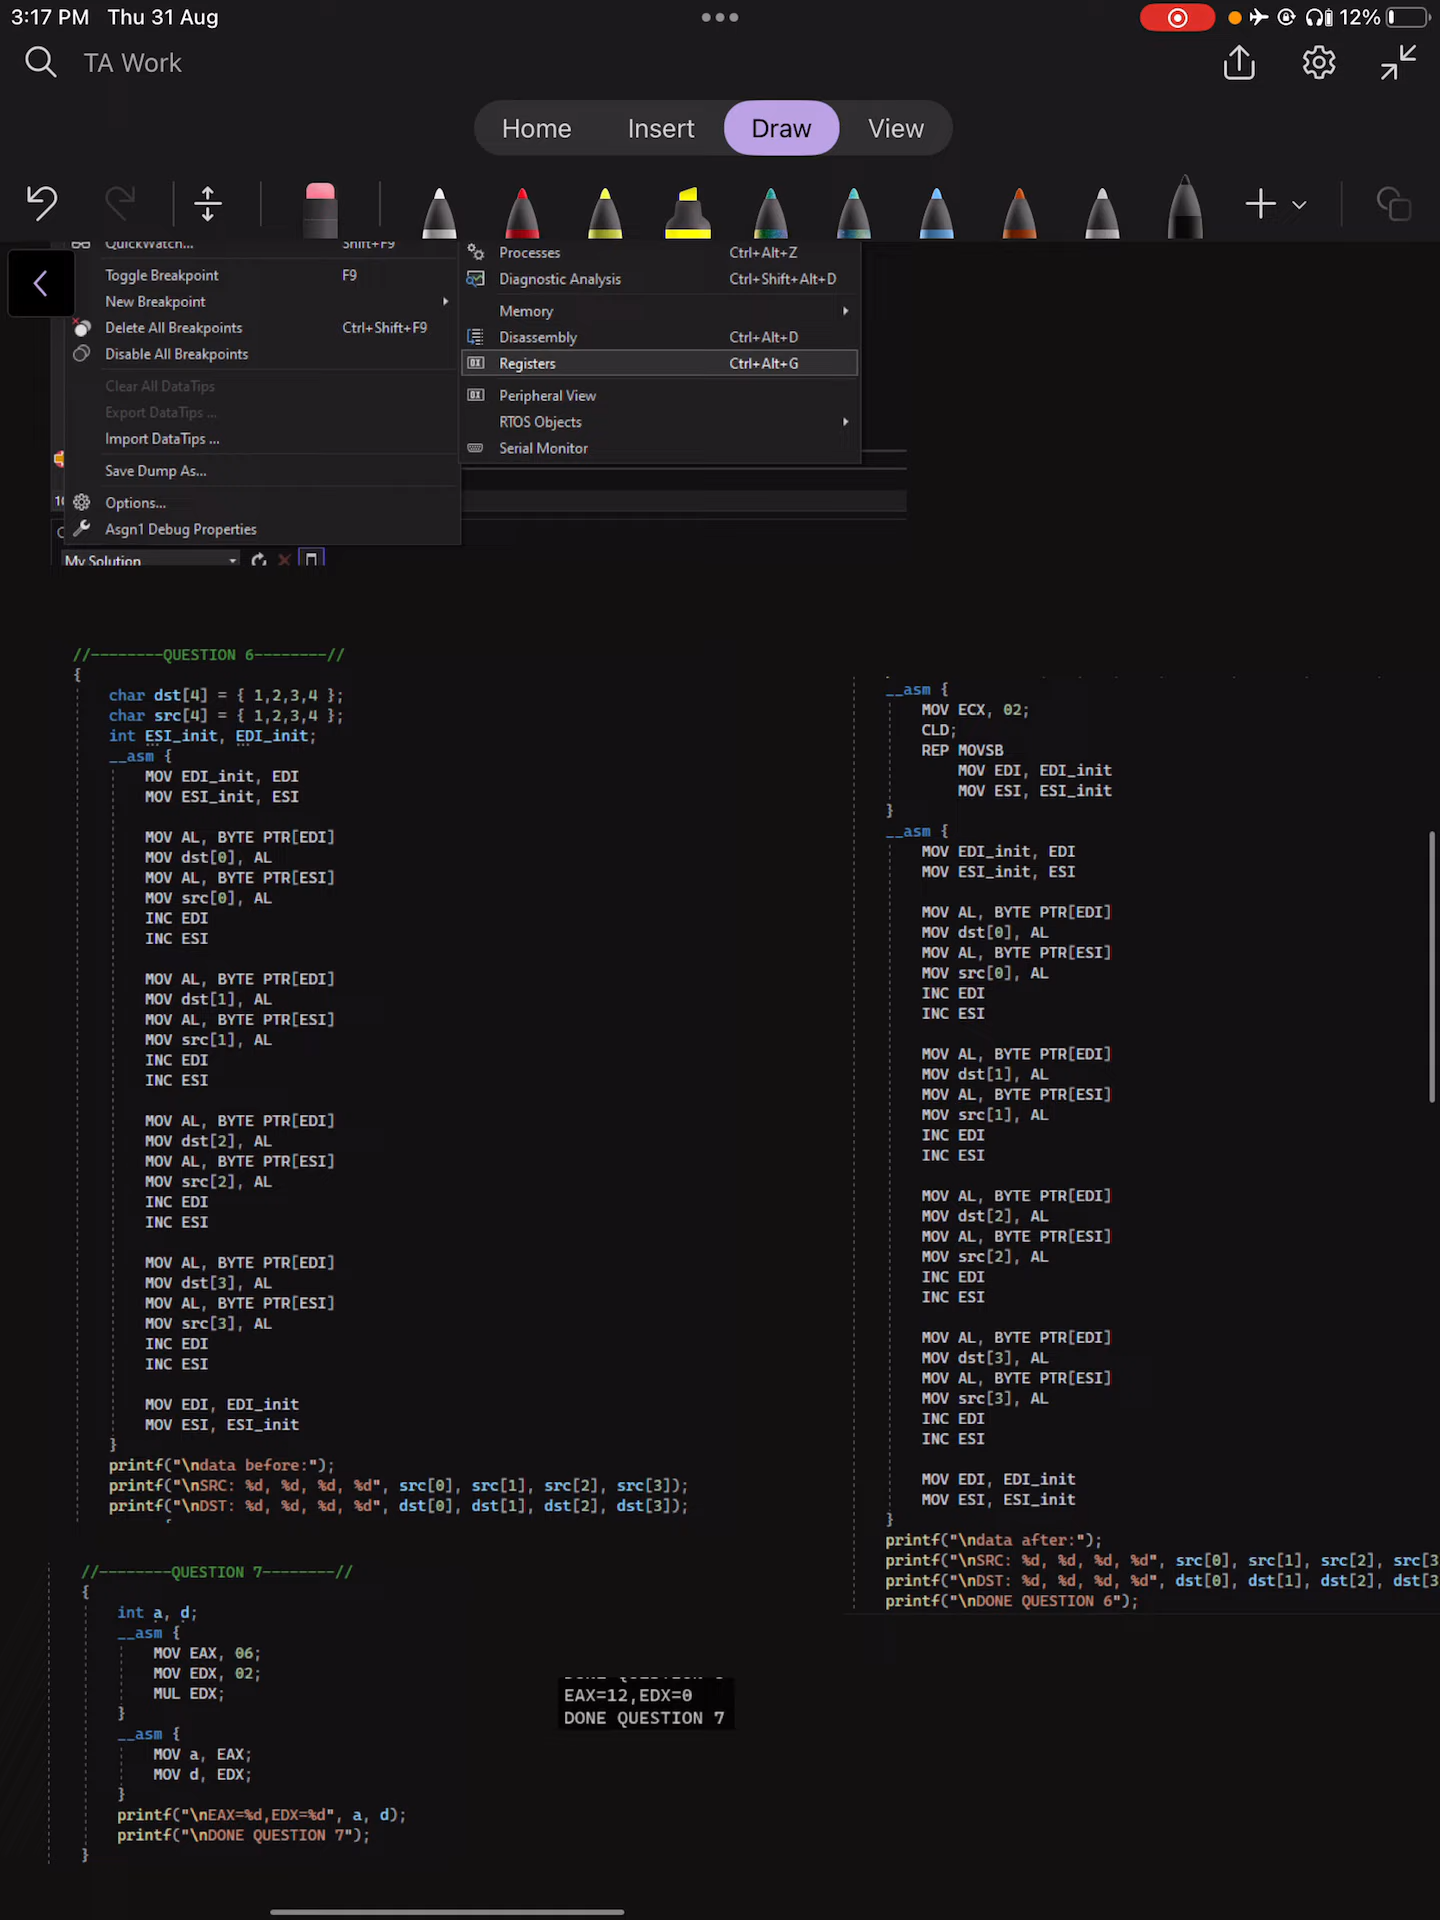 3:17 PM Thu 31 Aug
12%
TA Work
Home Insert Draw View
QuickWatch... Shift+F9
Toggle Breakpoint F9
New Breakpoint
Delete All Breakpoints Ctrl+Shift+F9
Disable All Breakpoints
Clear All DataTips
Export DataTips ...
Import DataTips ...
Save Dump As...
Options...
Asgn1 Debug Properties
My Solution
Processes Ctrl+Alt+Z
Diagnostic Analysis Ctrl+Shift+Alt+D
Memory
Disassembly Ctrl+Alt+D
Registers Ctrl+Alt+G
Peripheral View
RTOS Objects
Serial Monitor
//--------QUESTION 6--------//
{
char dst[4] = { 1,2,3,4 };
char src[4] = { 1,2,3,4 };
int ESI_init, EDI_init;
__asm {
MOV EDI_init, EDI
MOV ESI_init, ESI
MOV AL, BYTE PTR[EDI]
MOV dst[0], AL
MOV AL, BYTE PTR[ESI]
MOV src[0], AL
INC EDI
INC ESI
MOV AL, BYTE PTR[EDI]
MOV dst[1], AL
MOV AL, BYTE PTR[ESI]
MOV src[1], AL
INC EDI
INC ESI
MOV AL, BYTE PTR[EDI]
MOV dst[2], AL
MOV AL, BYTE PTR[ESI]
MOV src[2], AL
INC EDI
INC ESI
MOV AL, BYTE PTR[EDI]
MOV dst[3], AL
MOV AL, BYTE PTR[ESI]
MOV src[3], AL
INC EDI
INC ESI
MOV EDI, EDI_init
MOV ESI, ESI_init
}
printf("\ndata before:");
printf("\nSRC: %d, %d, %d, %d", src[0], src[1], src[2], src[3]);
printf("\nDST: %d, %d, %d, %d", dst[0], dst[1], dst[2], dst[3]);
__asm {
MOV ECX, 02;
CLD;
REP MOVSB
MOV EDI, EDI_init
MOV ESI, ESI_init
}
__asm {
MOV EDI_init, EDI
MOV ESI_init, ESI
MOV AL, BYTE PTR[EDI]
MOV dst[0], AL
MOV AL, BYTE PTR[ESI]
MOV src[0], AL
INC EDI
INC ESI
MOV AL, BYTE PTR[EDI]
MOV dst[1], AL
MOV AL, BYTE PTR[ESI]
MOV src[1], AL
INC EDI
INC ESI
MOV AL, BYTE PTR[EDI]
MOV dst[2], AL
MOV AL, BYTE PTR[ESI]
MOV src[2], AL
INC EDI
INC ESI
MOV AL, BYTE PTR[EDI]
MOV dst[3], AL
MOV AL, BYTE PTR[ESI]
MOV src[3], AL
INC EDI
INC ESI
MOV EDI, EDI_init
MOV ESI, ESI_init
}
printf("\ndata after:");
printf("\nSRC: %d, %d, %d, %d", src[0], src[1], src[2], src[3
printf("\nDST: %d, %d, %d, %d", dst[0], dst[1], dst[2], dst[3
printf("\nDONE QUESTION 6");
//--------QUESTION 7--------//
{
int a, d;
__asm {
MOV EAX, 06;
MOV EDX, 02;
MUL EDX;
}
__asm {
MOV a, EAX;
MOV d, EDX;
}
printf("\nEAX=%d,EDX=%d", a, d);
printf("\nDONE QUESTION 7");
}
EAX=12,EDX=0
DONE QUESTION 7